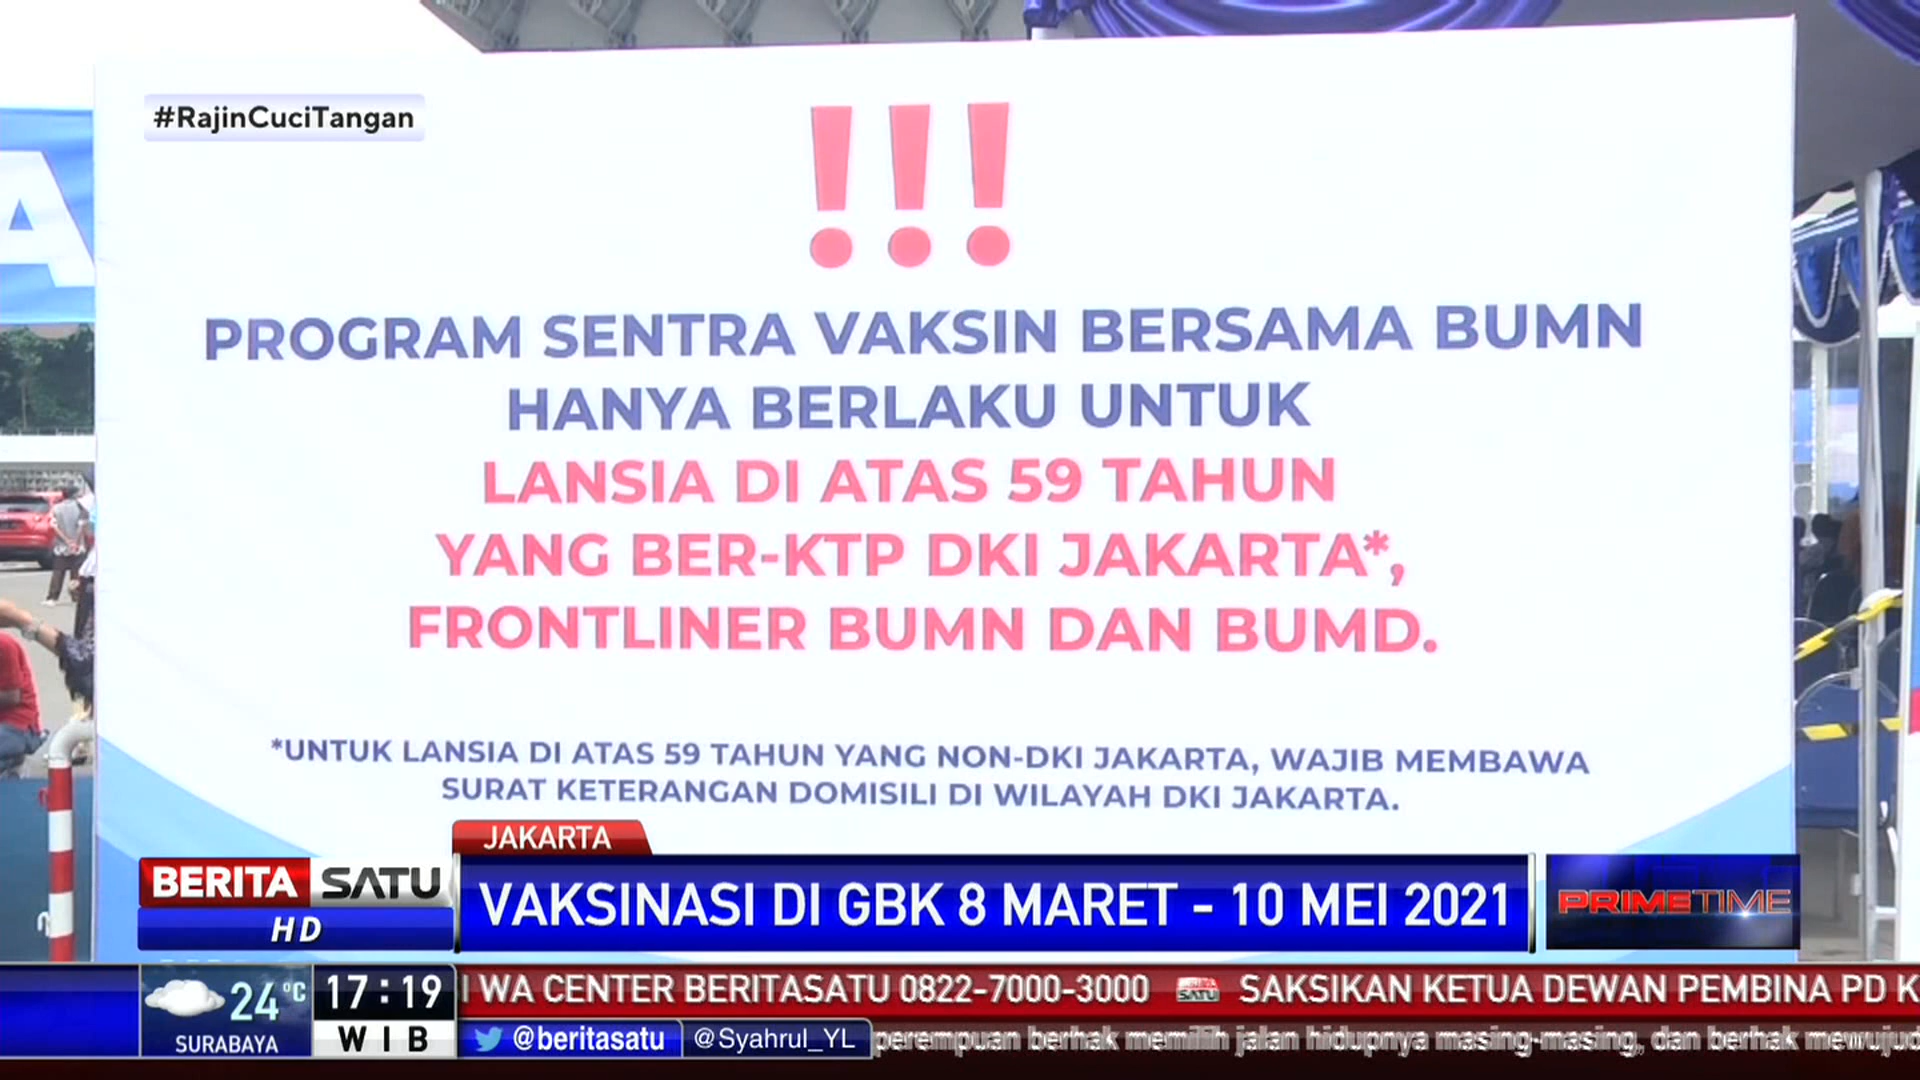 A
#RajinCuciTangan
!!!
PROGRAM SENTRA VAKSIN BERSAMA BUMN
HANYA BERLAKU UNTUK
LANSIA DI ATAS 59 TAHUN
YANG BER-KTP DKI JAKARTA*,
FRONTLINER BUMN DAN BUMD.
*UNTUK LANSIA DI ATAS 59 TAHUN YANG NON-DKI JAKARTA, WAJIB MEMBAWA
SURAT KETERANGAN DOMISILI DI WILAYAH DKI JAKARTA.
JAKARTA
BERITA SATU
HD
VAKSINASI DI GBK 8 MARET - 10 MEI 2021
PRIMETIME
24°C
SURABAYA
17:19
WIB
I WA CENTER BERITASATU 0822-7000-3000 BERITA SATU SAKSIKAN KETUA DEWAN PEMBINA PD K
@beritasatu @Syahrul_YL perempuan berhak memilih jalan hidupnya masing-masing, dan berhak mewujud